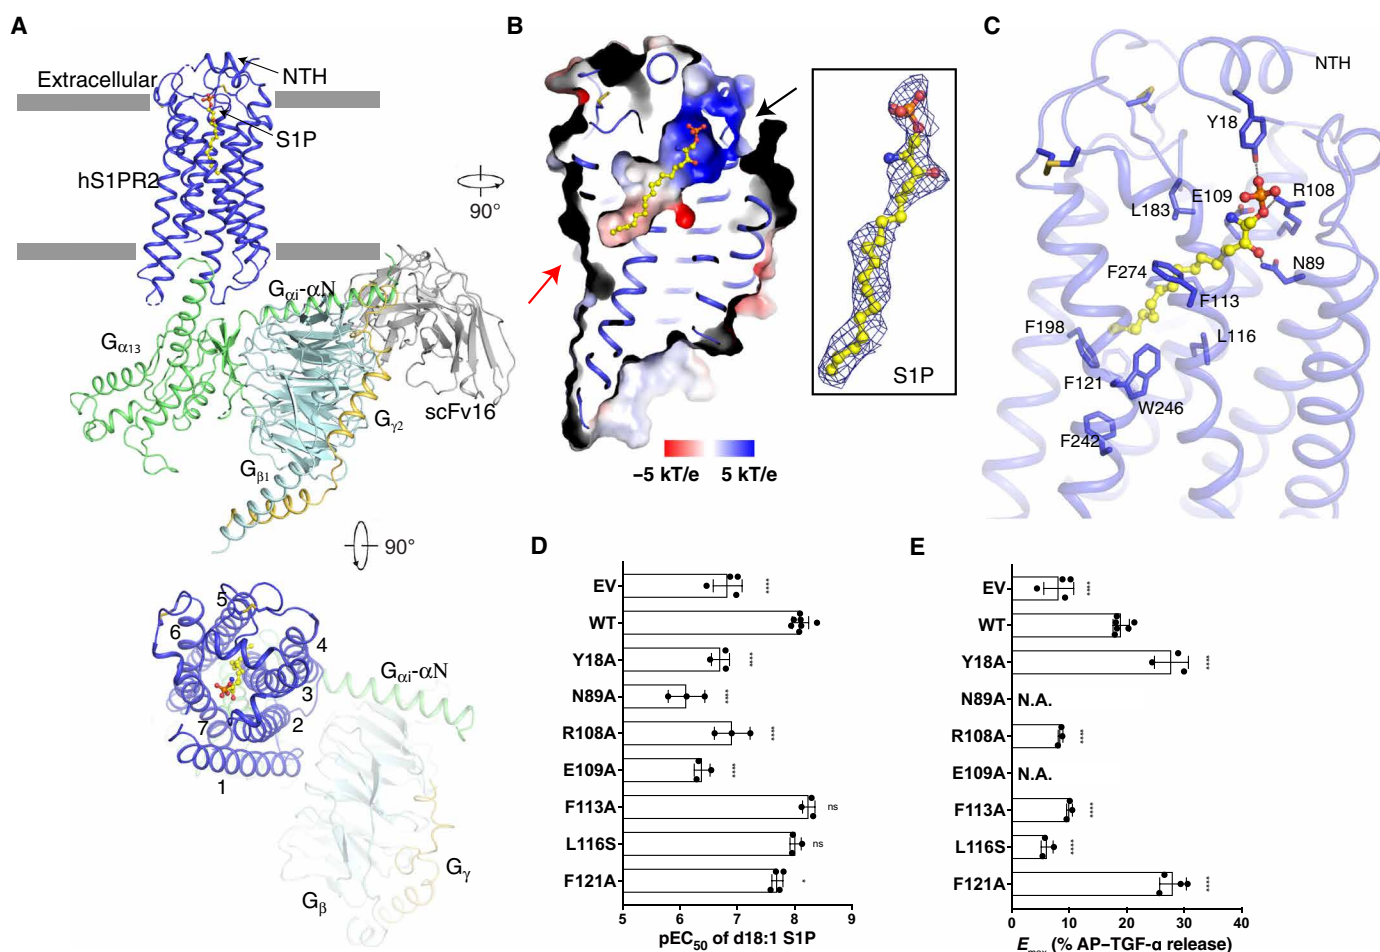 A
Extracellular
NTH
S1P
hS1PR2
90°
Gαi-αN
Gα13
scFv16
Gγ2
Gβ1
90°
5
6
4
3
7
2
1
Gαi-αN
Gγ
Gβ
B
S1P
−5 kT/e 5 kT/e
C
NTH
Y18
E109
R108
L183
N89
F274
F113
F198
L116
F121
W246
F242
D
EV
****
WT
Y18A
****
N89A
****
R108A
****
E109A
****
F113A
ns
L116S
ns
F121A
*
5 6 7 8 9
pEC50 of d18:1 S1P
E
EV
****
WT
Y18A
****
N89A N.A.
R108A
****
E109A N.A.
F113A
****
L116S
****
F121A
****
0 10 20 30 40
Emax (% AP−TGF-α release)